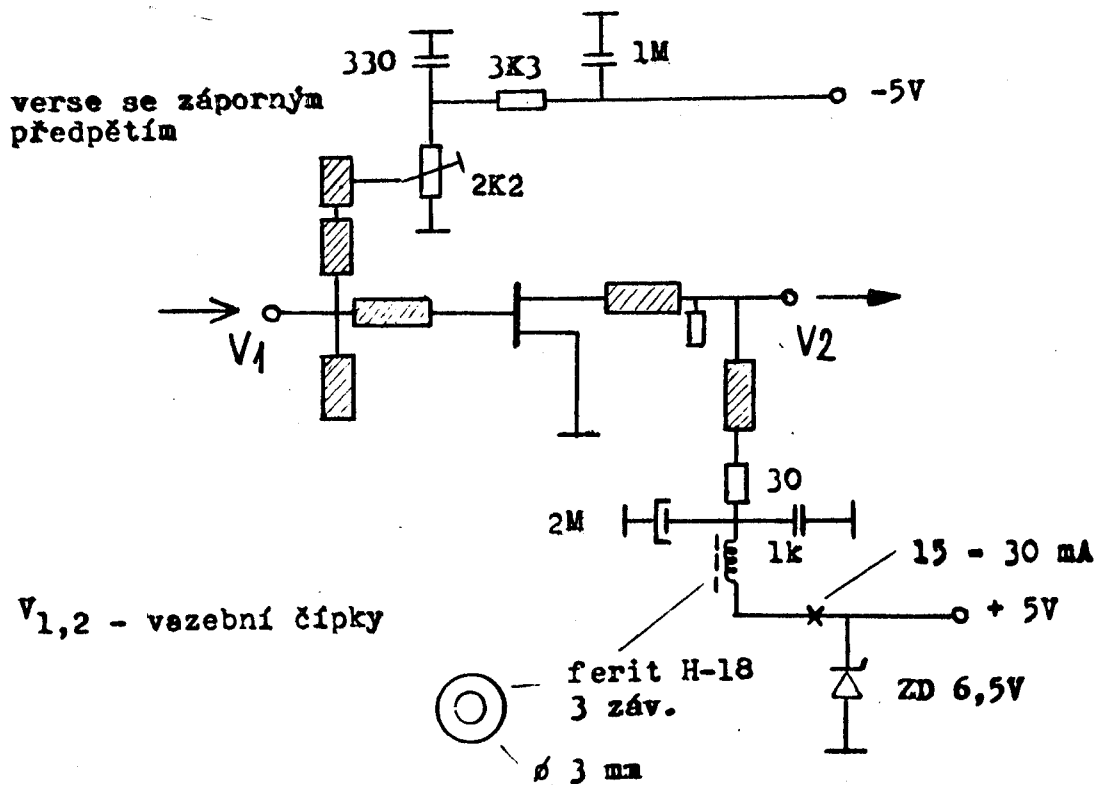 330
3K3
1M
-5V
verse se záporným
předpětím
2K2
V1
V2
30
2M
1k
15 - 30 mA
+ 5V
V1,2 - vazební čípky
ferit H-18
3 záv.
ZD 6,5V
ø 3 mm